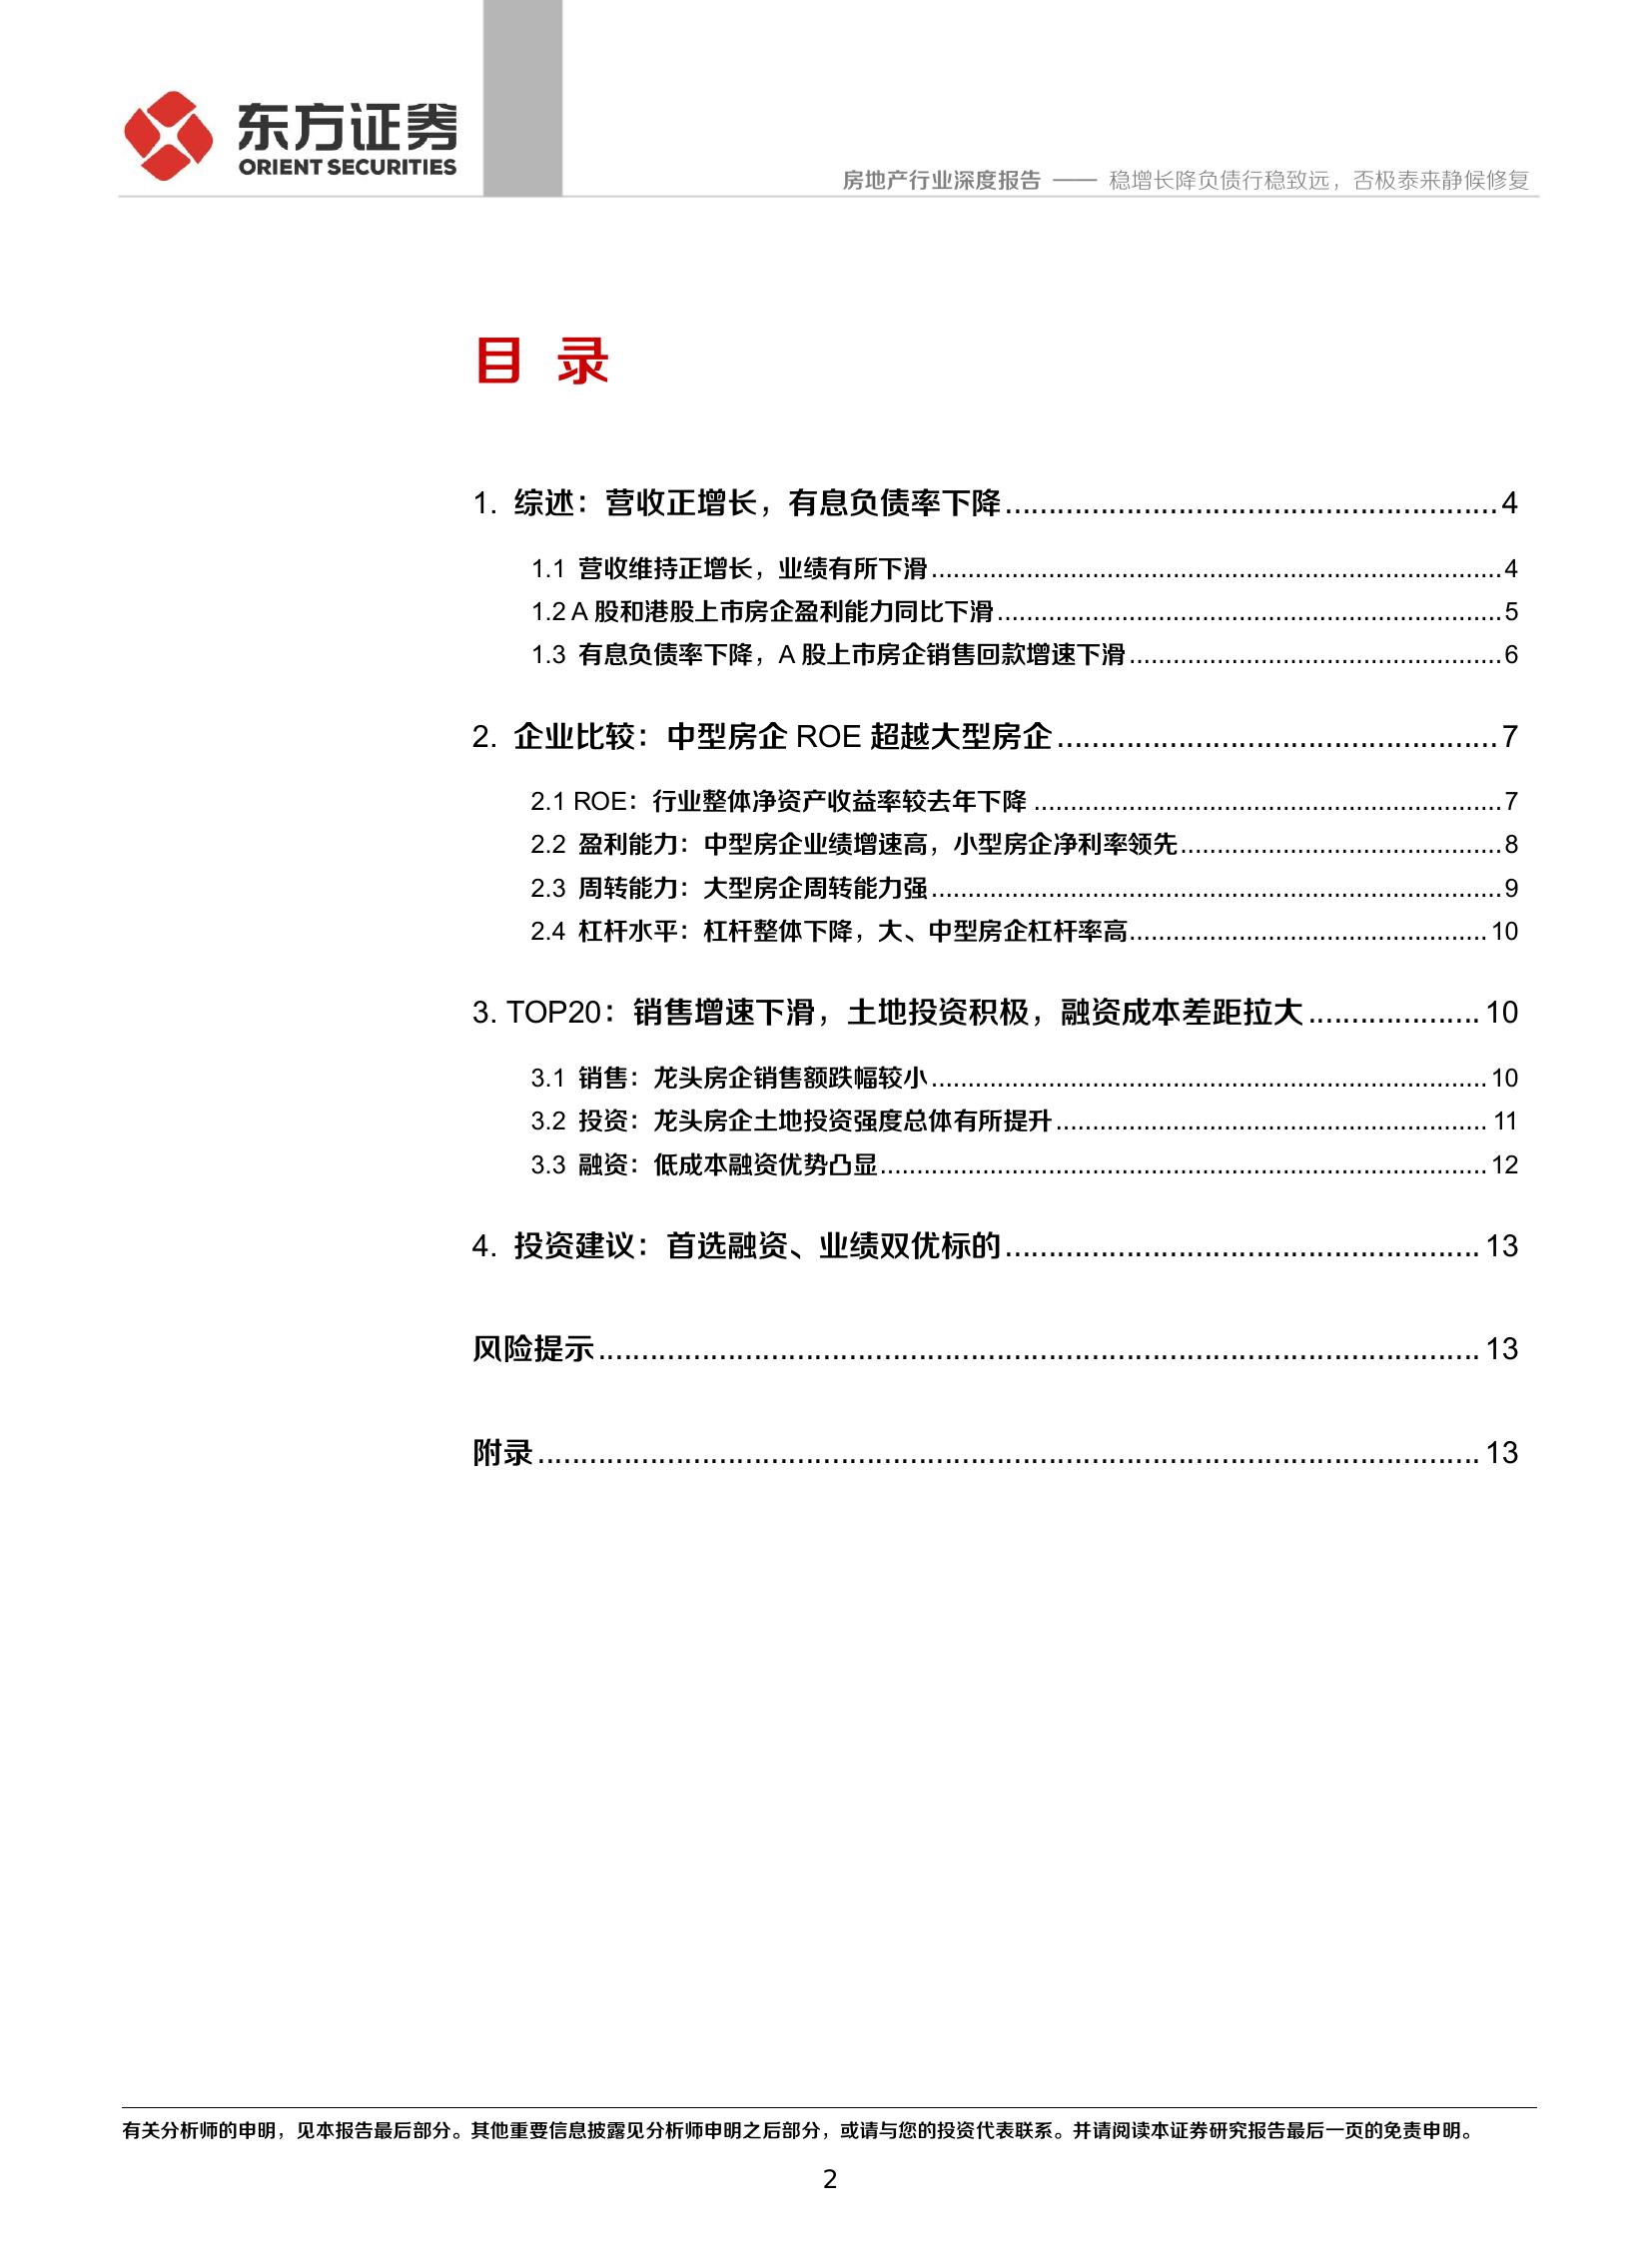 东方证券
ORIENT SECURITIES
房地产行业深度报告 —— 稳增长降负债行稳致远，否极泰来静候修复
目 录
1. 综述：营收正增长，有息负债率下降........................................................4
1.1 营收维持正增长，业绩有所下滑..............................................................................4
1.2 A 股和港股上市房企盈利能力同比下滑.....................................................................5
1.3 有息负债率下降，A 股上市房企销售回款增速下滑...................................................6
2. 企业比较：中型房企 ROE 超越大型房企..................................................7
2.1 ROE：行业整体净资产收益率较去年下降 ................................................................7
2.2 盈利能力：中型房企业绩增速高，小型房企净利率领先............................................8
2.3 周转能力：大型房企周转能力强..............................................................................9
2.4 杠杆水平：杠杆整体下降，大、中型房企杠杆率高.................................................10
3. TOP20：销售增速下滑，土地投资积极，融资成本差距拉大....................10
3.1 销售：龙头房企销售额跌幅较小............................................................................10
3.2 投资：龙头房企土地投资强度总体有所提升...........................................................11
3.3 融资：低成本融资优势凸显...................................................................................12
4. 投资建议：首选融资、业绩双优标的......................................................13
风险提示....................................................................................................13
附录...........................................................................................................13
有关分析师的申明，见本报告最后部分。其他重要信息披露见分析师申明之后部分，或请与您的投资代表联系。并请阅读本证券研究报告最后一页的免责申明。
2